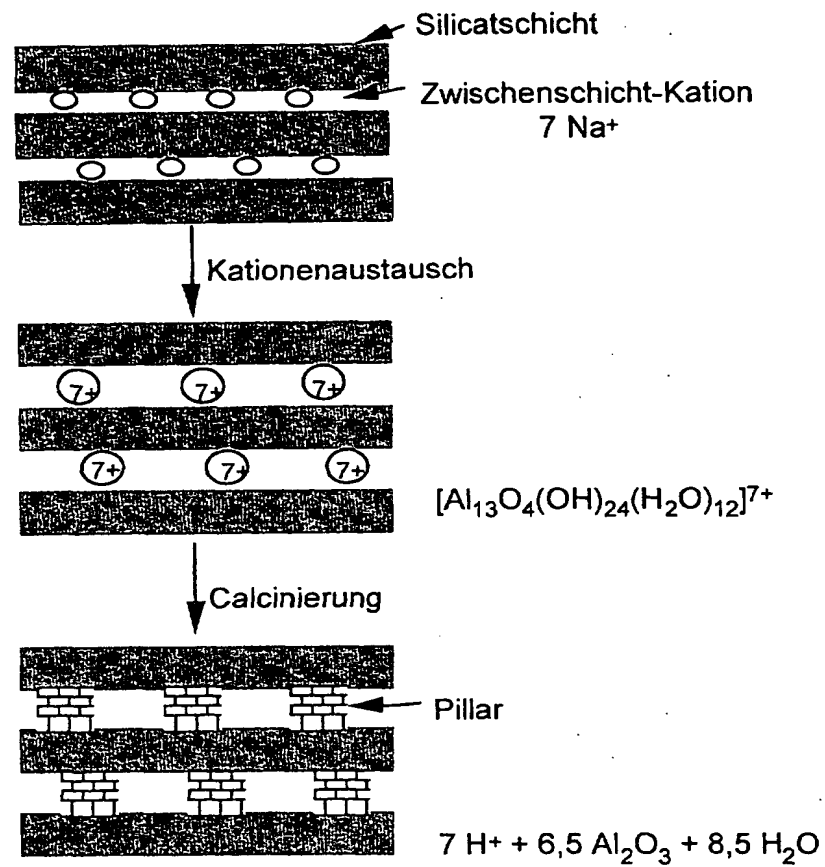 Silicatschicht
Zwischenschicht-Kation
7 Na⁺
Kationenaustausch
7+ 7+ 7+
7+ 7+ 7+
[Al₁₃O₄(OH)₂₄(H₂O)₁₂]⁷⁺
Calcinierung
Pillar
7 H⁺ + 6,5 Al₂O₃ + 8,5 H₂O